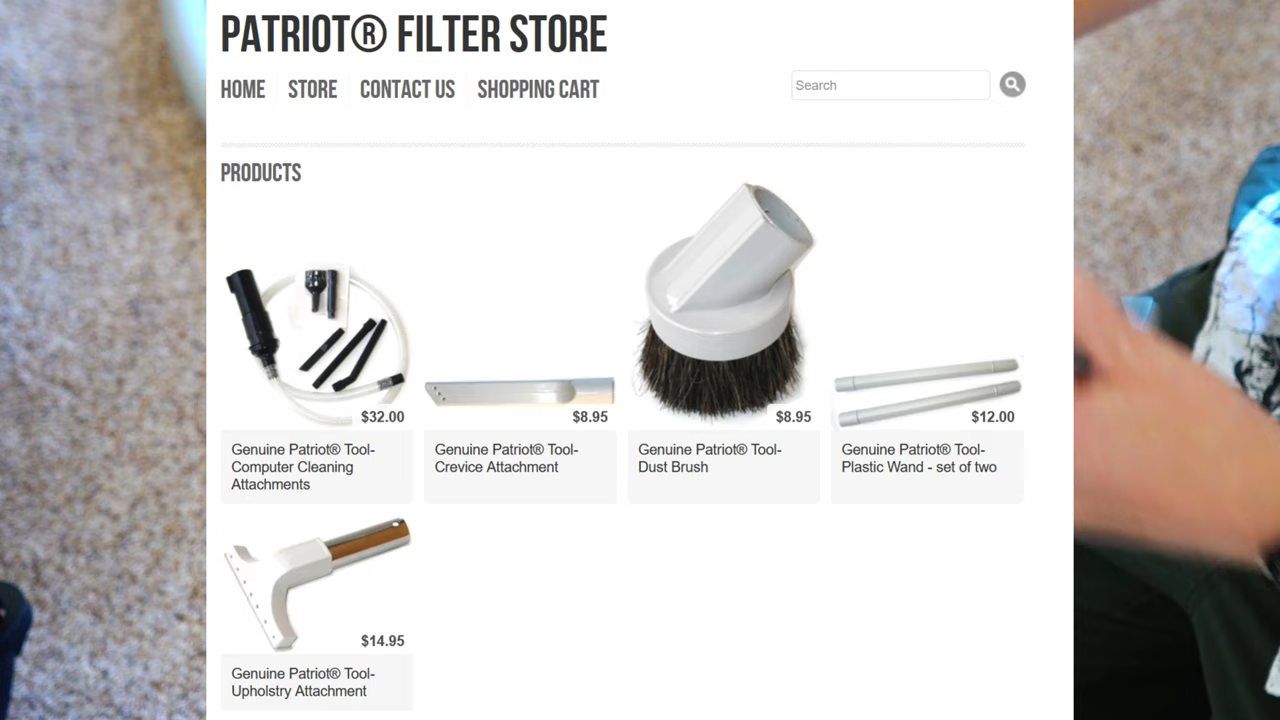 PATRIOT® FILTER STORE
HOME STORE CONTACT US SHOPPING CART
Search
PRODUCTS
$32.00
Genuine Patriot® Tool-
Computer Cleaning
Attachments
$8.95
Genuine Patriot® Tool-
Crevice Attachment
$8.95
Genuine Patriot® Tool-
Dust Brush
$12.00
Genuine Patriot® Tool-
Plastic Wand - set of two
$14.95
Genuine Patriot® Tool-
Upholstry Attachment